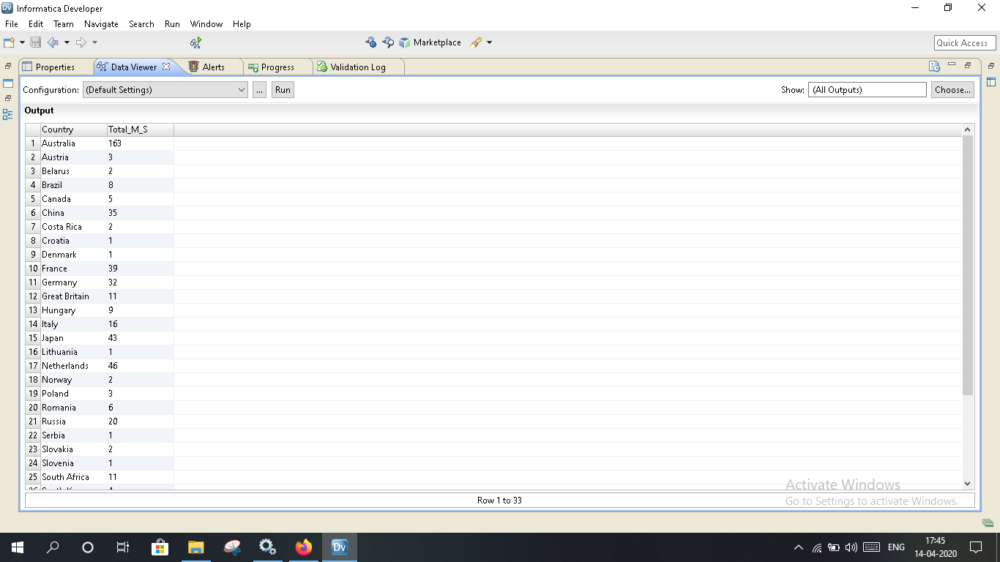 Informatica Developer
File Edit Team Navigate Search Run Window Help
Marketplace
Quick Access
Properties Data Viewer Alerts Progress Validation Log
Configuration: (Default Settings) ... Run Show: (All Outputs) Choose...
Output
Country Total_M_S
1 Australia 163
2 Austria 3
3 Belarus 2
4 Brazil 8
5 Canada 5
6 China 35
7 Costa Rica 2
8 Croatia 1
9 Denmark 1
10 France 39
11 Germany 32
12 Great Britain 11
13 Hungary 9
14 Italy 16
15 Japan 43
16 Lithuania 1
17 Netherlands 46
18 Norway 2
19 Poland 3
20 Romania 6
21 Russia 20
22 Serbia 1
23 Slovakia 2
24 Slovenia 1
25 South Africa 11
Row 1 to 33
Activate Windows
Go to Settings to activate Windows.
Dv
ENG
17:45
14-04-2020